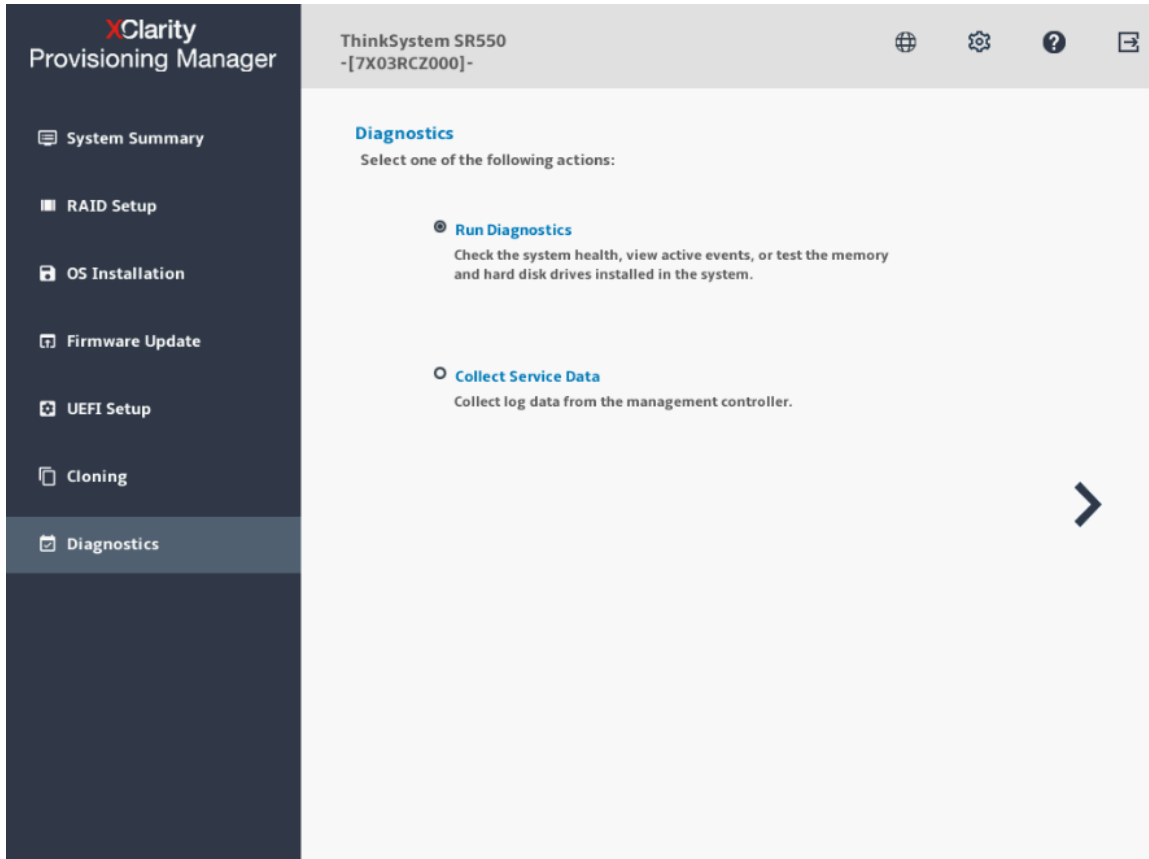 XClarity
Provisioning Manager
ThinkSystem SR550
-[7X03RCZ000]-
System Summary
RAID Setup
OS Installation
Firmware Update
UEFI Setup
Cloning
Diagnostics
Diagnostics
Select one of the following actions:
Run Diagnostics
Check the system health, view active events, or test the memory
and hard disk drives installed in the system.
Collect Service Data
Collect log data from the management controller.